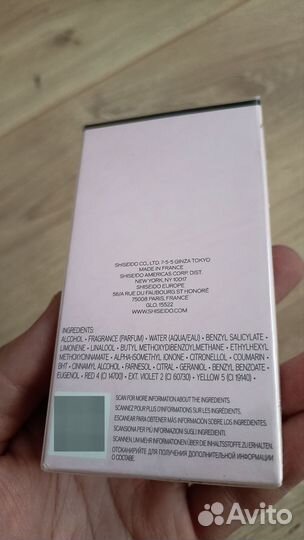 SHISEIDO CO., LTD. 7-5-5 GINZA TOKYO
MADE IN FRANCE
SHISEIDO AMERICAS CORP. DIST.
NEW YORK, NY 10017
SHISEIDO EUROPE
56/A RUE DU FAUBOURG ST HONORÉ
75008 PARIS, FRANCE
GLO. 15522
WWW.SHISEIDO.COM
INGREDIENTS:
ALCOHOL • FRAGRANCE (PARFUM) • WATER (AQUA/EAU) • BENZYL SALICYLATE •
LIMONENE • LINALOOL • BUTYL METHOXYDIBENZOYLMETHANE • ETHYLHEXYL
METHOXYCINNAMATE • ALPHA-ISOMETHYL IONONE • CITRONELLOL • COUMARIN •
BHT • CINNAMYL ALCOHOL • FARNESOL • CITRAL • GERANIOL • BENZYL BENZOATE •
EUGENOL • RED 4 (CI 14700) • EXT. VIOLET 2 (CI 60730) • YELLOW 5 (CI 19140) •
SCAN FOR MORE INFORMATION ABOUT THE INGREDIENTS.
SCANNEZ POUR PLUS D'INFORMATIONS SUR LES INGRÉDIENTS.
ESCANEAR PARA OBTENER MÁS INFORMACIÓN SOBRE LOS INGREDIENTES.
SCANSIONA PER PIÙ INFORMAZIONI SUGLI INGREDIENTI.
SCANNEN, UM MEHR INFORMATIONEN ÜBER DIE INHALTSSTOFFE ZU ERHALTEN.
ОТСКАНИРУЙТЕ ДЛЯ ПОЛУЧЕНИЯ ДОПОЛНИТЕЛЬНОЙ ИНФОРМАЦИИ
О СОСТАВЕ.
Avito